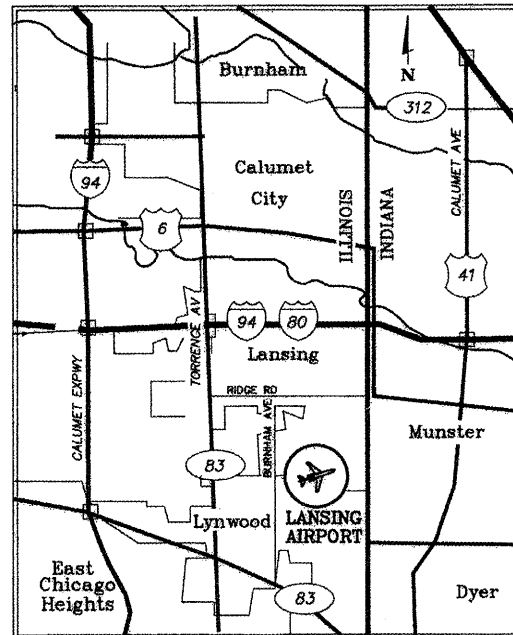 Burnham
N
312
Calumet
City
CALUMET AVE
94
6
ILLINOIS
INDIANA
41
TORRENCE AV
94
80
Lansing
CALUMET EXPWY
RIDGE RD
BURNHAM AVE
Munster
83
Lynwood
LANSING
AIRPORT
East
Chicago
Heights
83
Dyer